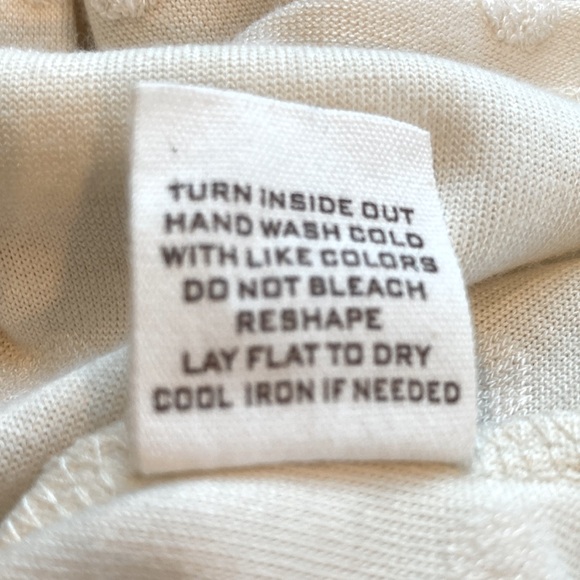 TURN INSIDE OUT
HAND WASH COLD
WITH LIKE COLORS
DO NOT BLEACH
RESHAPE
LAY FLAT TO DRY
COOL IRON IF NEEDED